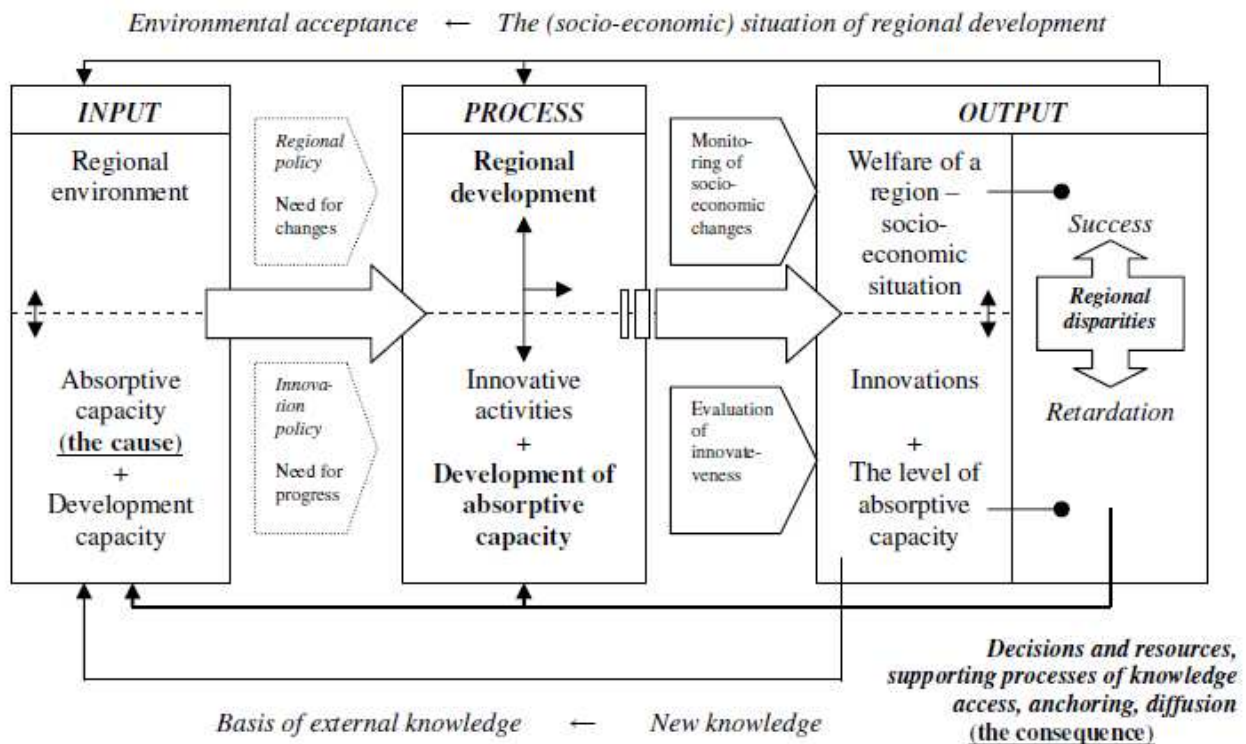 Environmental acceptance ← The (socio-economic) situation of regional development
INPUT
Regional
environment
Absorptive
capacity
(the cause)
+
Development
capacity
Regional
policy
Need for
changes
Innova-
tion
policy
Need for
progress
PROCESS
Regional
development
Innovative
activities
+
Development of
absorptive
capacity
Monito-
ring of
socio-
economic
changes
Evaluation
of
innovate-
veness
OUTPUT
Welfare of a
region –
socio-
economic
situation
Innovations
+
The level of
absorptive
capacity
Success
Regional
disparities
Retardation
Decisions and resources,
supporting processes of knowledge
access, anchoring, diffusion
(the consequence)
Basis of external knowledge ← New knowledge